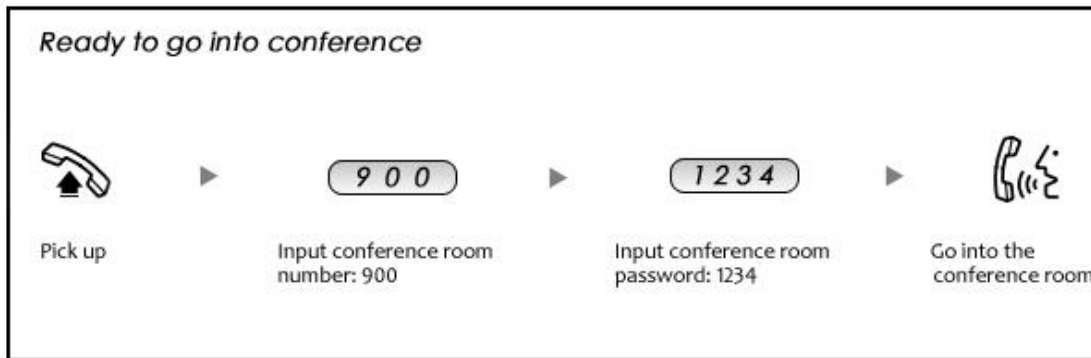 Ready to go into conference
9 0 0
1 2 3 4
Pick up
Input conference room
number: 900
Input conference room
password: 1234
Go into the
conference room